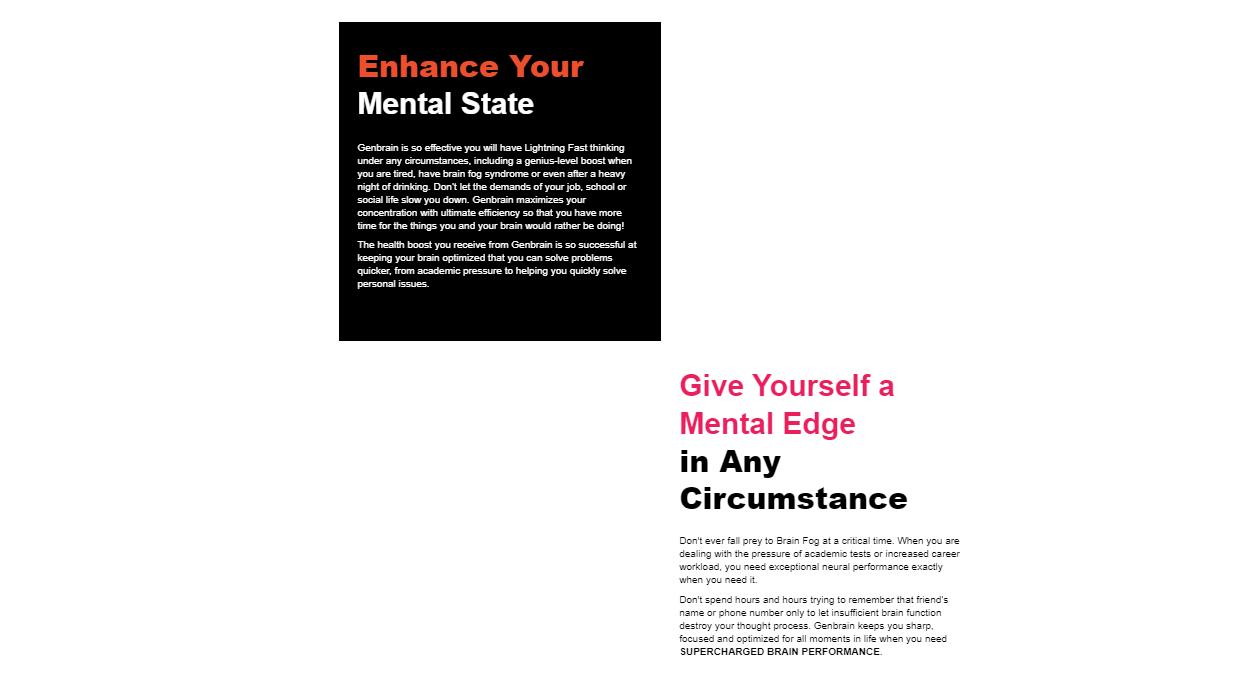 Enhance Your
Mental State
Genbrain is so effective you will have Lightning Fast thinking
under any circumstances, including a genius-level boost when
you are tired, have brain fog syndrome or even after a heavy
night of drinking. Don't let the demands of your job, school or
social life slow you down. Genbrain maximizes your
concentration with ultimate efficiency so that you have more
time for the things you and your brain would rather be doing!
The health boost you receive from Genbrain is so successful at
keeping your brain optimized that you can solve problems
quicker, from academic pressure to helping you quickly solve
personal issues.
Give Yourself a
Mental Edge
in Any
Circumstance
Don't ever fall prey to Brain Fog at a critical time. When you are
dealing with the pressure of academic tests or increased career
workload, you need exceptional neural performance exactly
when you need it.
Don't spend hours and hours trying to remember that friend's
name or phone number only to let insufficient brain function
destroy your thought process. Genbrain keeps you sharp,
focused and optimized for all moments in life when you need
SUPERCHARGED BRAIN PERFORMANCE.